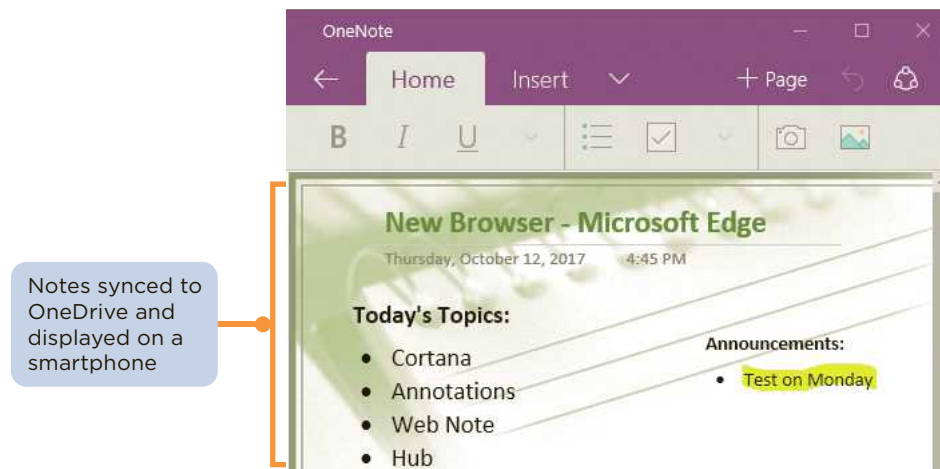 OneNote
Home Insert + Page
B I U
New Browser - Microsoft Edge
Thursday, October 12, 2017 4:45 PM
Notes synced to
OneDrive and
displayed on a
smartphone
Today's Topics:
• Cortana
• Annotations
• Web Note
• Hub
Announcements:
• Test on Monday